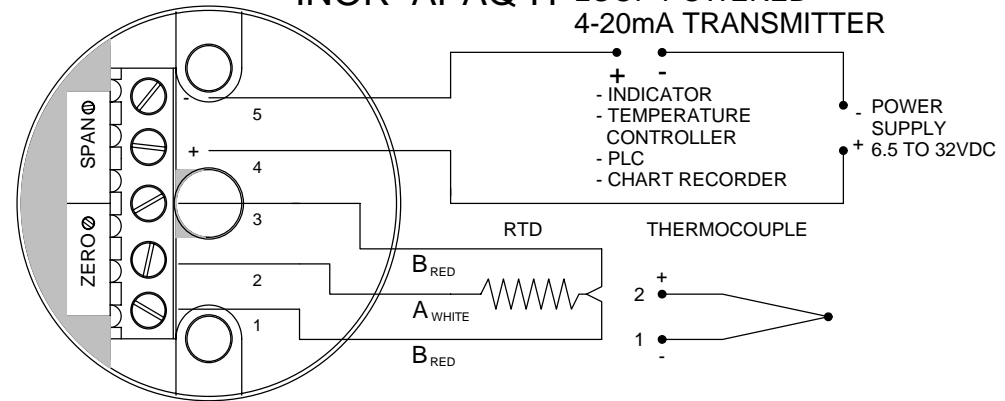 4-20mA TRANSMITTER
+ -
- INDICATOR
- TEMPERATURE
CONTROLLER
- PLC
- CHART RECORDER
- POWER
SUPPLY
+ 6.5 TO 32VDC
SPAN
ZERO
-
5
+
4
3
2
1
RTD
B RED
A WHITE
B RED
THERMOCOUPLE
+
2
1
-